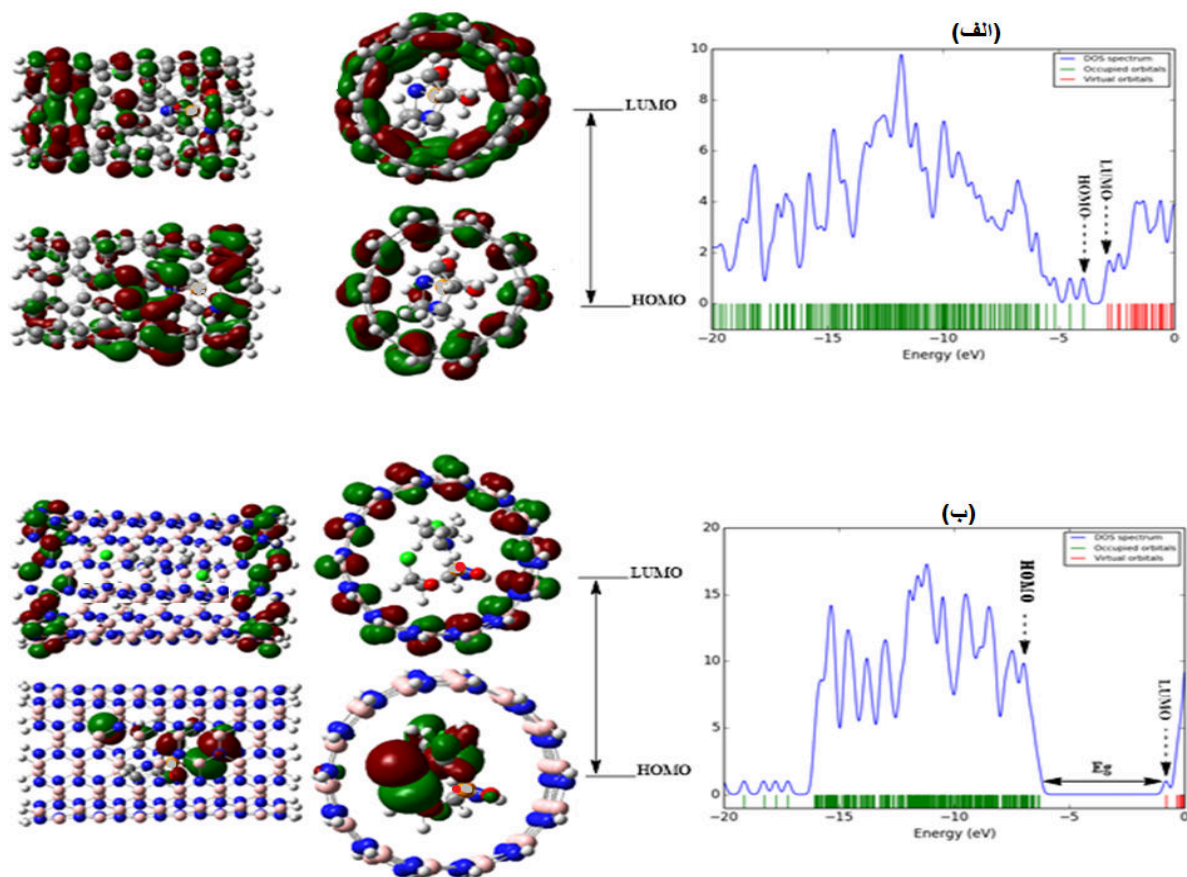 LUMO
HOMO
(الف)
DOS spectrum
Occupied orbitals
Virtual orbitals
10
8
6
4
2
0
HOMO
LUMO
−20
−15
−10
−5
0
Energy (eV)
LUMO
HOMO
(ب)
DOS spectrum
Occupied orbitals
Virtual orbitals
20
15
10
5
0
HOMO
LUMO
Eg
−20
−15
−10
−5
0
Energy (eV)